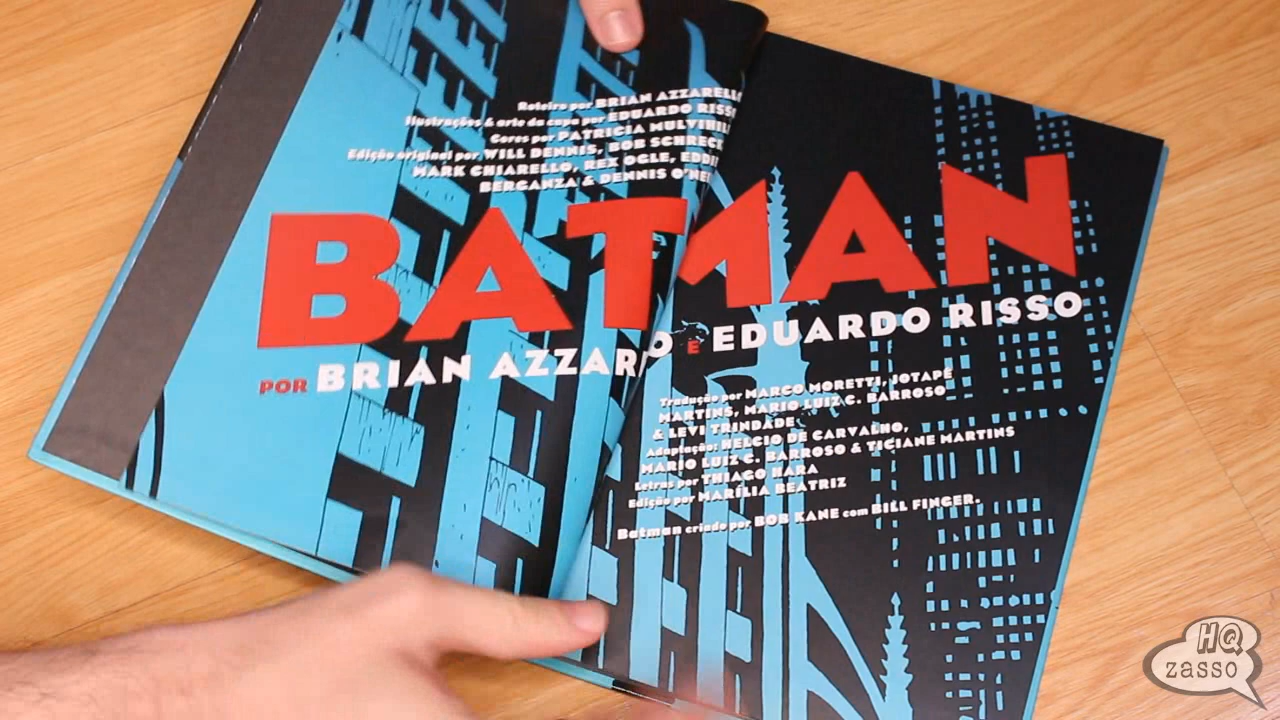 Roteiro por BRIAN AZZARELLO
Ilustrações & arte da capa por EDUARDO RISSO
Cores por PATRICIA MULVIHILL
Edição original por WILL DENNIS, BOB SCHRECK
MARK CHIARELLO, REX OGLE, EDDIE
BERGANZA & DENNIS O'NEI
BATMAN
POR BRIAN AZZARELLO E EDUARDO RISSO
Tradução por MARCO MORETTI, JOTAPÊ
MARTINS, MARIO LUIZ C. BARROSO
& LEVI TRINDADE
Adaptação: HELCIO DE CARVALHO,
MARIO LUIZ C. BARROSO & TICIANE MARTINS
Letras por THIAGO HARA
Edição por MARÍLIA BEATRIZ
Batman criado por BOB KANE com BILL FINGER.
HQ
zasso